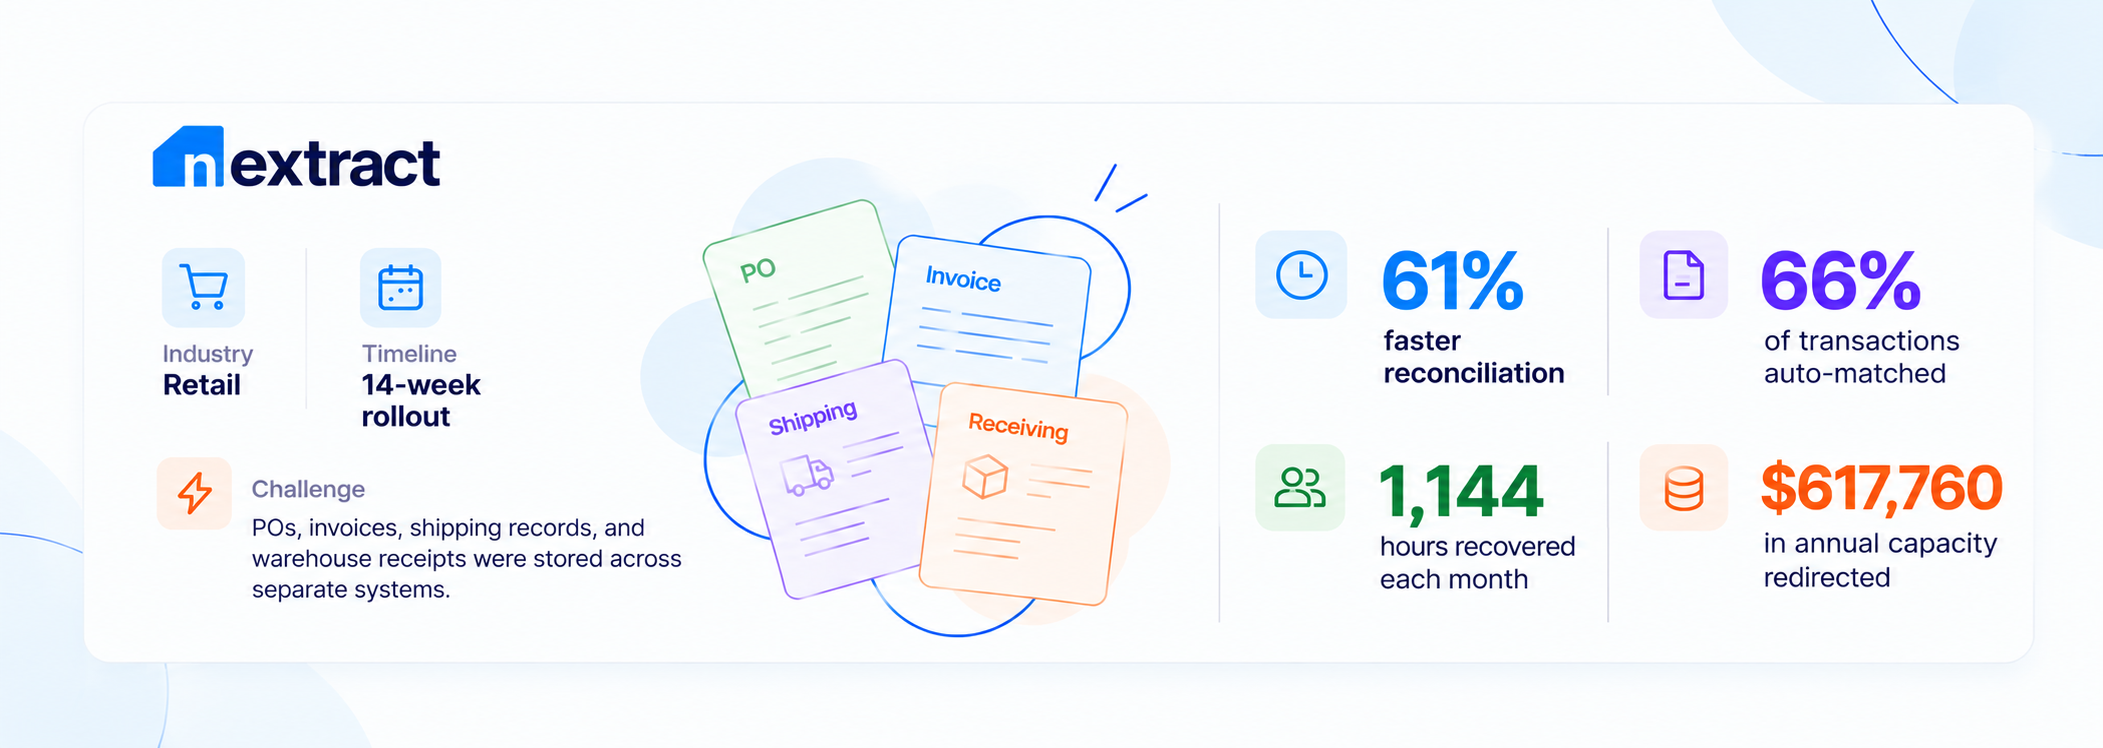 nextract
Industry
Retail
Timeline
14-week
rollout
Challenge
POs, invoices, shipping records, and
warehouse receipts were stored across
separate systems.
PO
Invoice
Shipping
Receiving
61%
faster
reconciliation
66%
of transactions
auto-matched
1,144
hours recovered
each month
$617,760
in annual capacity
redirected